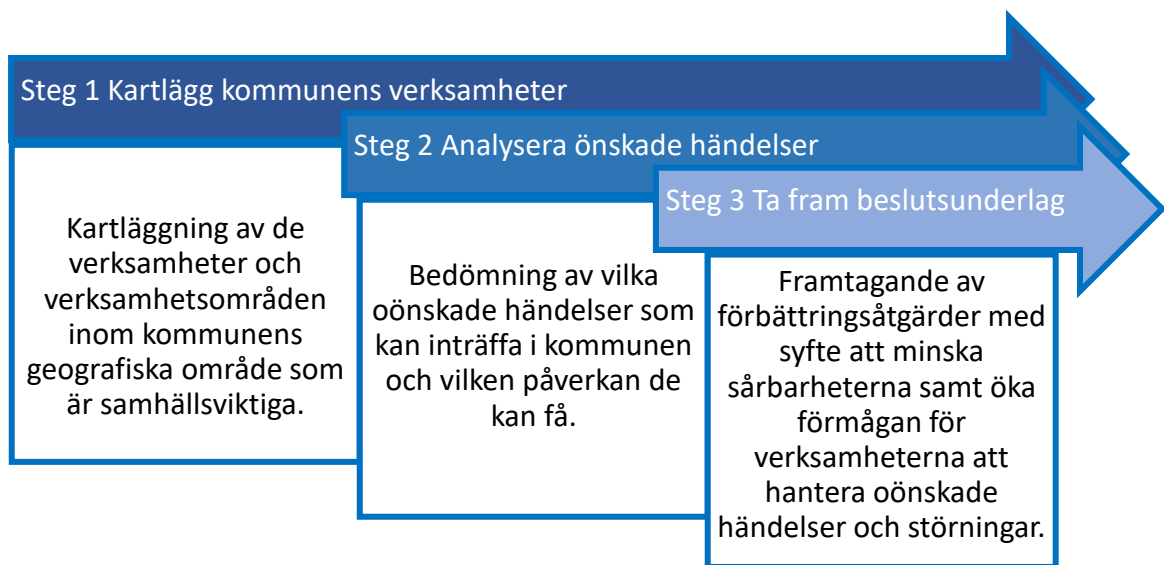 Steg 1 Kartlägg kommunens verksamheter
Kartläggning av de
verksamheter och
verksamhetsområden
inom kommunens
geografiska område som
är samhällsviktiga.
Steg 2 Analysera önskade händelser
Bedömning av vilka
oönskade händelser som
kan inträffa i kommunen
och vilken påverkan de
kan få.
Steg 3 Ta fram beslutsunderlag
Framtagande av
förbättringsåtgärder med
syfte att minska
sårbarheterna samt öka
förmågan för
verksamheterna att
hantera oönskade
händelser och störningar.